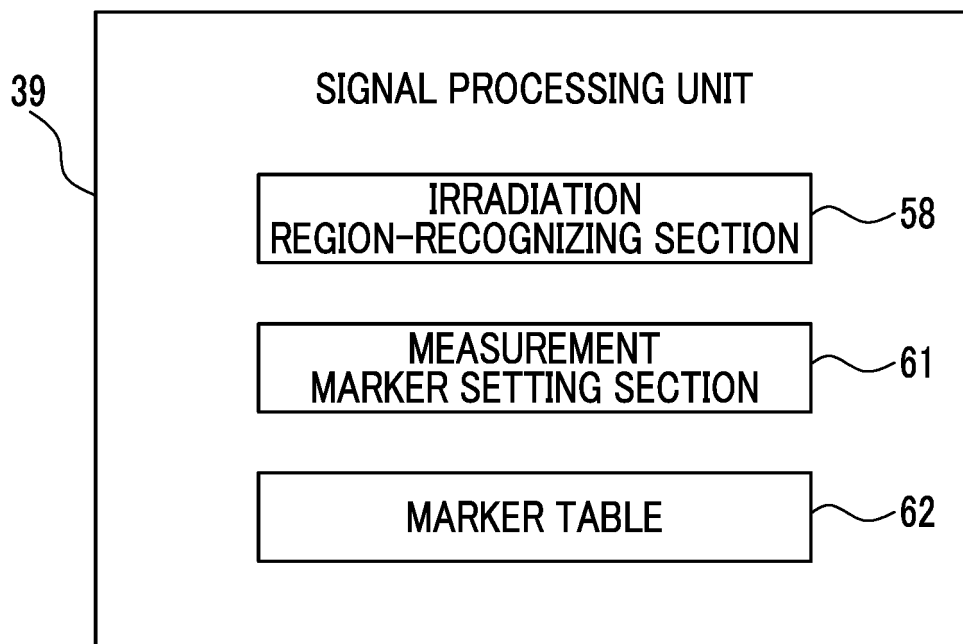 39
SIGNAL PROCESSING UNIT
IRRADIATION
REGION-RECOGNIZING SECTION
58
MEASUREMENT
MARKER SETTING SECTION
61
MARKER TABLE
62